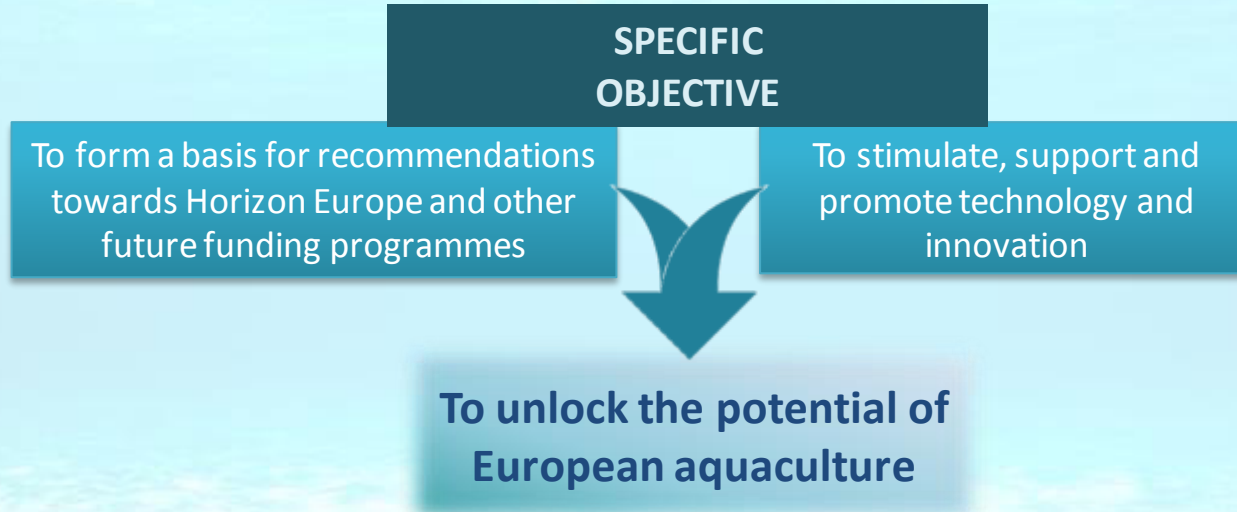 SPECIFIC
OBJECTIVE
To form a basis for recommendations
towards Horizon Europe and other
future funding programmes
To stimulate, support and
promote technology and
innovation
To unlock the potential of
European aquaculture